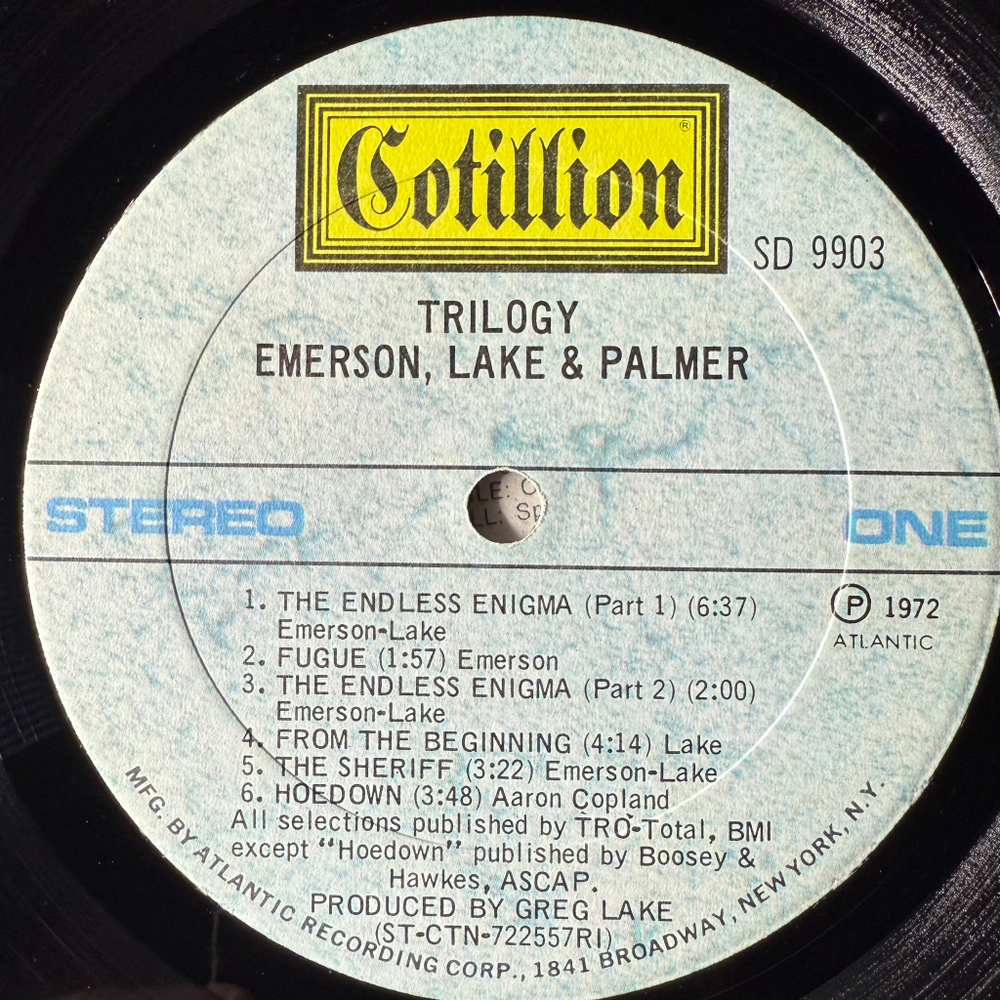 Cotillion®
SD 9903
TRILOGY
EMERSON, LAKE & PALMER
LE: C
LL: SP
STEREO
ONE
1. THE ENDLESS ENIGMA (Part 1) (6:37)
Emerson-Lake
2. FUGUE (1:57) Emerson
3. THE ENDLESS ENIGMA (Part 2) (2:00)
Emerson-Lake
4. FROM THE BEGINNING (4:14) Lake
5. THE SHERIFF (3:22) Emerson-Lake
6. HOEDOWN (3:48) Aaron Copland
℗ 1972
ATLANTIC
All selections published by TRO-Total, BMI
except “Hoedown” published by Boosey &
Hawkes, ASCAP.
PRODUCED BY GREG LAKE
(ST-CTN-722557RI)
MFG. BY ATLANTIC RECORDING CORP., 1841 BROADWAY, NEW YORK, N.Y.